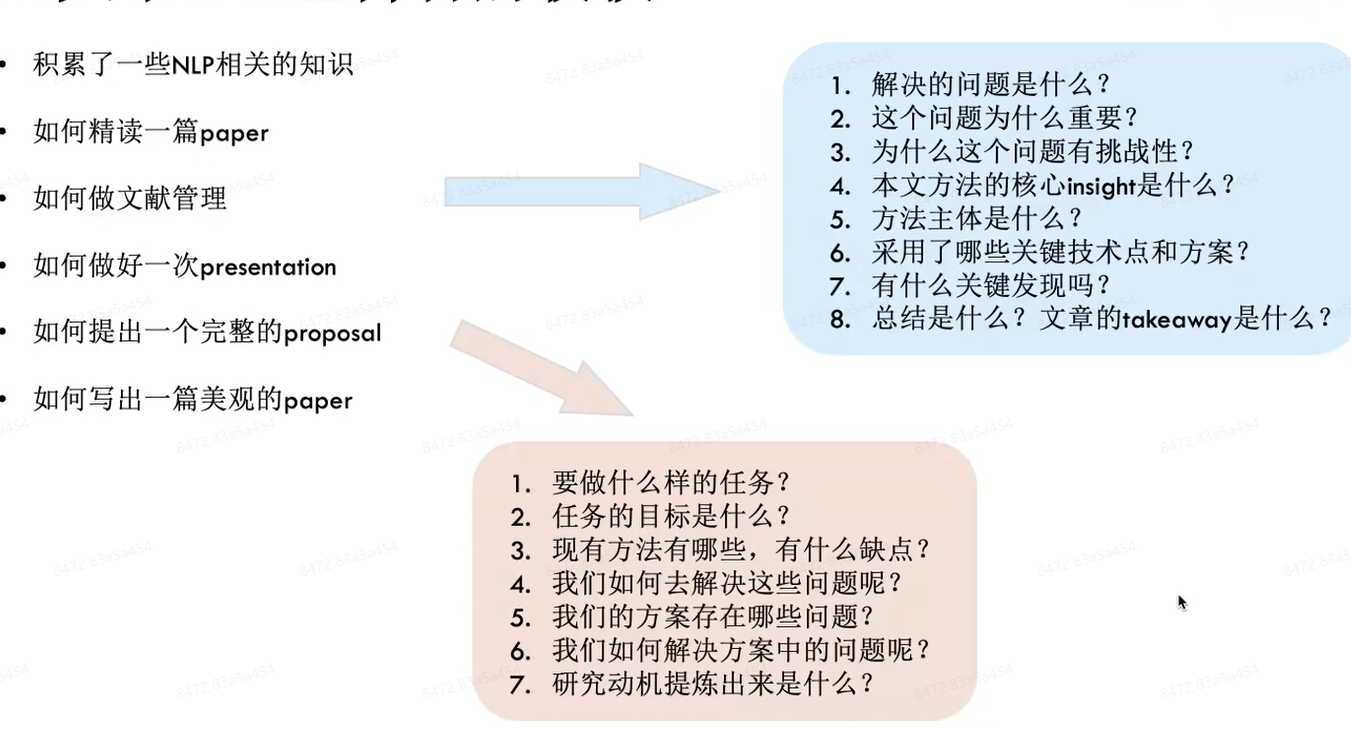 积累了一些NLP相关的知识
如何精读一篇paper
如何做文献管理
如何做好一次presentation
如何提出一个完整的proposal
如何写出一篇美观的paper
1. 解决的问题是什么？
2. 这个问题为什么重要？
3. 为什么这个问题有挑战性？
4. 本文方法的核心insight是什么？
5. 方法主体是什么？
6. 采用了哪些关键技术点和方案？
7. 有什么关键发现吗？
8. 总结是什么？文章的takeaway是什么？
1. 要做什么样的任务？
2. 任务的目标是什么？
3. 现有方法有哪些，有什么缺点？
4. 我们如何去解决这些问题呢？
5. 我们的方案存在哪些问题？
6. 我们如何解决方案中的问题呢？
7. 研究动机提炼出来是什么？
8472 83a5a454